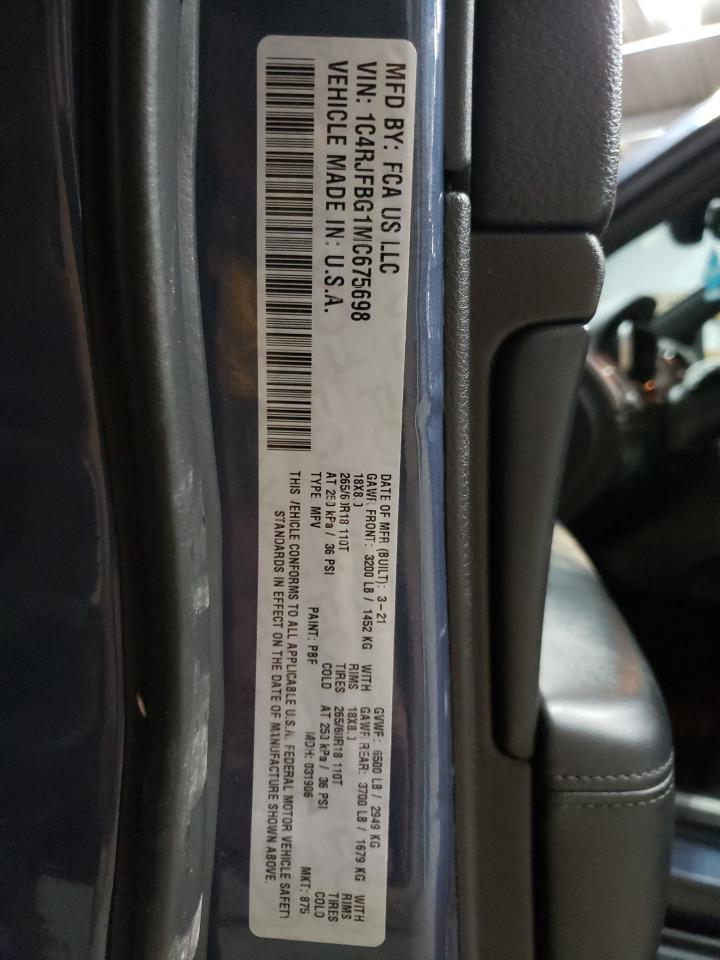 MFD BY: FCA US LLC
VIN: 1C4RJFBG1MC675698
VEHICLE MADE IN: U.S.A.
DATE OF MFR (BUILT): 3-21 GVWR: 6500 LB / 2949 KG
GAWR FRONT: 3200 LB / 1452 KG WITH GAWR REAR: 3700 LB / 1679 KG WITH
18X8.0 RIMS 18X8.0 RIMS
265/60R18 110T TIRES 265/60R18 110T TIRES
AT 250 kPa / 36 PSI COLD AT 250 kPa / 36 PSI COLD
TYPE: MPV PAINT: PBF MDH: 031906 MKT: 875
THIS VEHICLE CONFORMS TO ALL APPLICABLE U.S.A. FEDERAL MOTOR VEHICLE SAFETY
STANDARDS IN EFFECT ON THE DATE OF MANUFACTURE SHOWN ABOVE.